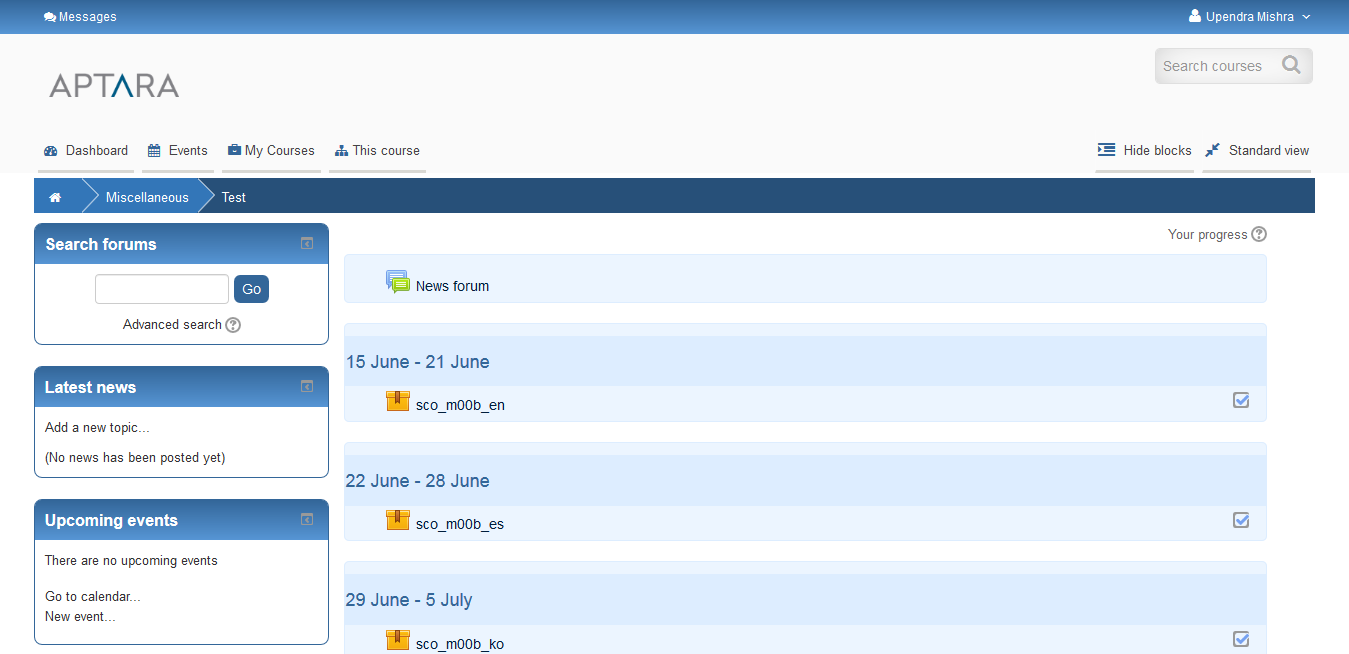 Messages
Upendra Mishra
APTARA
Search courses
Dashboard
Events
My Courses
This course
Hide blocks
Standard view
Miscellaneous
Test
Search forums
Go
Advanced search
Latest news
Add a new topic...
(No news has been posted yet)
Upcoming events
There are no upcoming events
Go to calendar...
New event...
Your progress
News forum
15 June - 21 June
sco_m00b_en
22 June - 28 June
sco_m00b_es
29 June - 5 July
sco_m00b_ko